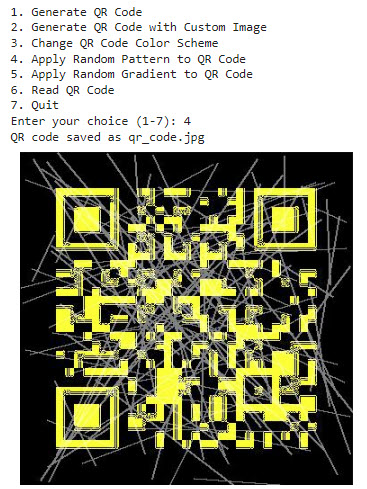 1. Generate QR Code
2. Generate QR Code with Custom Image
3. Change QR Code Color Scheme
4. Apply Random Pattern to QR Code
5. Apply Random Gradient to QR Code
6. Read QR Code
7. Quit
Enter your choice (1-7): 4
QR code saved as qr_code.jpg